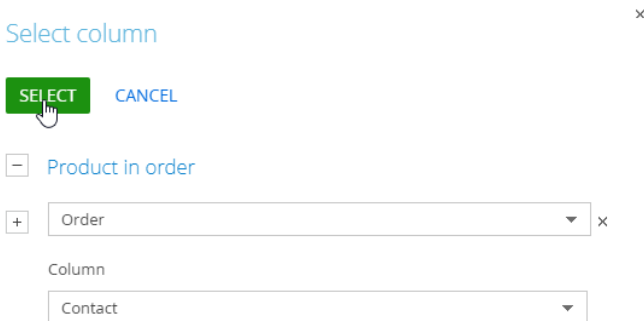 Select column
SELECT CANCEL
Product in order
Order
Column
Contact